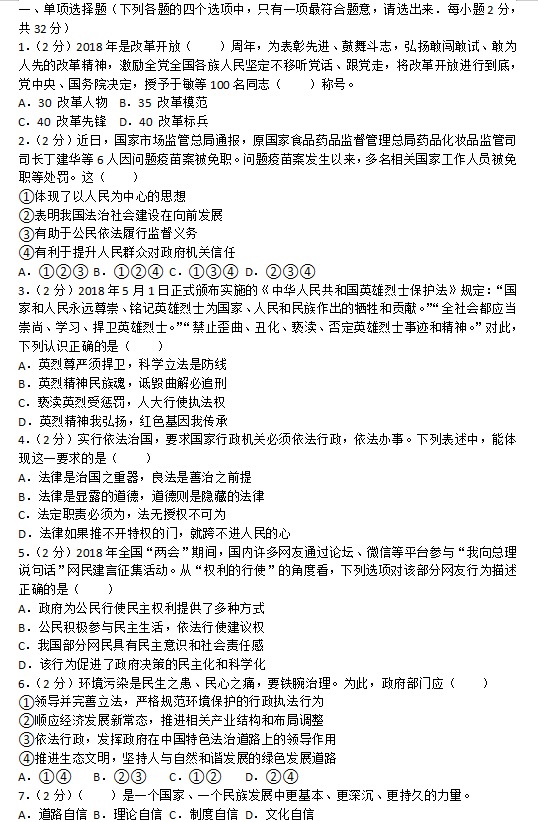 一、单项选择题（下列各题的四个选项中，只有一项最符合题意，请选出来．每小题 2 分，
共 32 分）
1．（2 分）2018 年是改革开放（　　）周年，为表彰先进、鼓舞斗志，弘扬敢闯敢试、敢为
人先的改革精神，激励全党全国各族人民坚定不移听党话、跟党走，将改革开放进行到底，
党中央、国务院决定，授予于敏等 100 名同志（　　）称号。
A．30 改革人物 B．35 改革模范
C．40 改革先锋 D．40 改革标兵
2．（2 分）近日，国家市场监管总局通报，原国家食品药品监督管理总局药品化妆品监管司
司长丁建华等 6 人因问题疫苗案被免职。问题疫苗案发生以来，多名相关国家工作人员被免
职等处罚。这（　　）
①体现了以人民为中心的思想
②表明我国法治社会建设在向前发展
③有助于公民依法履行监督义务
④有利于提升人民群众对政府机关信任
A．①②③ B．①②④ C．①③④ D．②③④
3．（2 分）2018 年 5 月 1 日正式颁布实施的《中华人民共和国英雄烈士保护法》规定：“国
家和人民永远尊崇、铭记英雄烈士为国家、人民和民族作出的牺牲和贡献。”“全社会都应当
崇尚、学习、捍卫英雄烈士。”“禁止歪曲、丑化、亵渎、否定英雄烈士事迹和精神。”对此，
下列认识正确的是（　　）
A．英烈尊严须捍卫，科学立法是防线
B．英烈精神民族魂，诋毁曲解必追刑
C．亵渎英烈受惩罚，人大行使执法权
D．英烈精神我弘扬，红色基因我传承
4．（2 分）实行依法治国，要求国家行政机关必须依法行政，依法办事。下列表述中，能体
现这一要求的是（　　）
A．法律是治国之重器，良法是善治之前提
B．法律是显露的道德，道德则是隐藏的法律
C．法定职责必须为，法无授权不可为
D．法律如果推不开特权的门，就跨不进人民的心
5．（2 分）2018 年全国“两会”期间，国内许多网友通过论坛、微信等平台参与“我向总理
说句话”网民建言征集活动。从“权利的行使”的角度看，下列选项对该部分网友行为描述
正确的是（　　）
A．政府为公民行使民主权利提供了多种方式
B．公民积极参与民主生活，依法行使建议权
C．我国部分网民具有民主意识和社会责任感
D．该行为促进了政府决策的民主化和科学化
6．（2 分）环境污染是民生之患、民心之痛，要铁腕治理。为此，政府部门应（　　）
①领导并完善立法，严格规范环境保护的行政执法行为
②顺应经济发展新常态，推进相关产业结构和布局调整
③依法行政，发挥政府在中国特色法治道路上的领导作用
④推进生态文明，坚持人与自然和谐发展的绿色发展道路
A．①④ B．②③ C．①② D．②④
7．（2 分）（　　）是一个国家、一个民族发展中更基本、更深沉、更持久的力量。
A．道路自信 B．理论自信 C．制度自信 D．文化自信